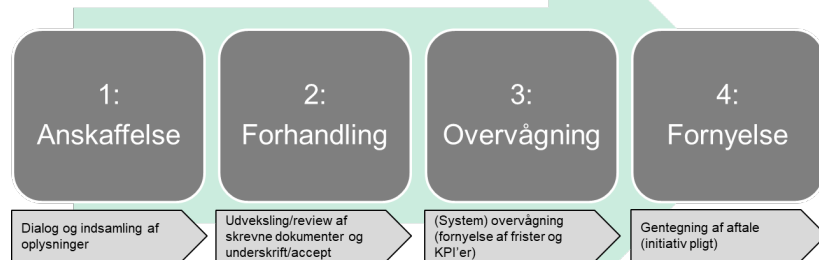 1:
Anskaffelse
2:
Forhandling
3:
Overvågning
4:
Fornyelse
Dialog og indsamling af
oplysninger
Udveksling/review af
skrevne dokumenter og
underskrift/accept
(System) overvågning
(fornyelse af frister og
KPI'er)
Gentegning af aftale
(initiativ pligt)